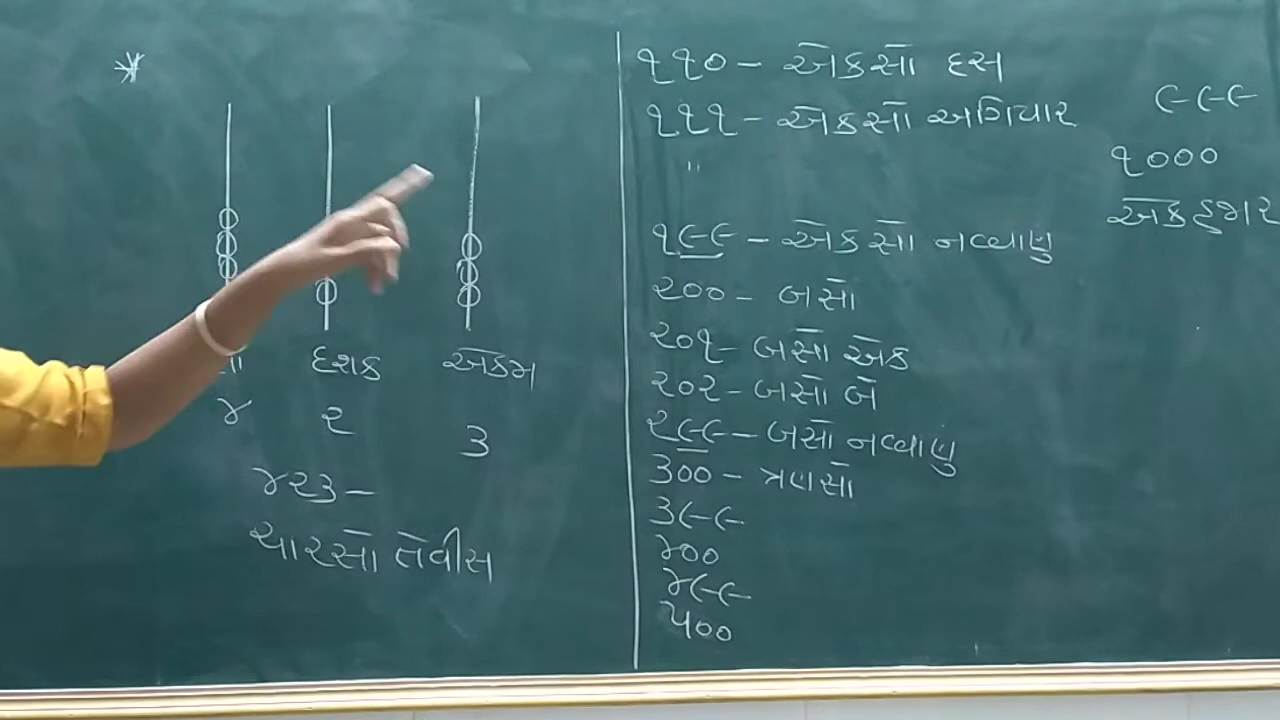 દશક એકમ
૪ ૨ ૩
૪૨૩ –
ચારસો તેવીસ
૧૧૦ – એકસો દસ
૧૧૧ – એકસો અગિયાર
"
૧૯૯ – એકસો નવ્વાણુ
૨૦૦ – બસો
૨૦૧ – બસો એક
૨૦૨ – બસો બે
૨૯૯ – બસો નવ્વાણુ
૩૦૦ – ત્રણસો
૩૯૯
૪૦૦
૪૯૯
૫૦૦
૯૯૯
૧૦૦૦
એક હજાર